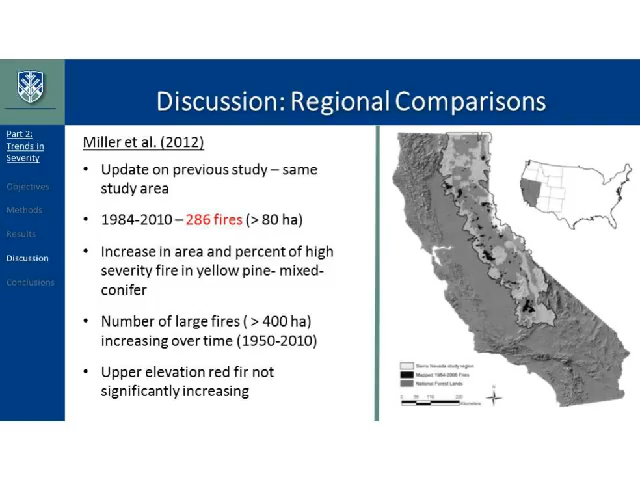 Discussion: Regional Comparisons
Part 2:
Trends in
Severity
Objectives
Methods
Results
Discussion
Conclusions
Miller et al. (2012)
• Update on previous study – same
study area
• 1984-2010 – 286 fires (> 80 ha)
• Increase in area and percent of high
severity fire in yellow pine- mixed-
conifer
• Number of large fires ( > 400 ha)
increasing over time (1950-2010)
• Upper elevation red fir not
significantly increasing
Sierra Nevada study region
Mapped 1984-2006 Fires
National Forest Lands